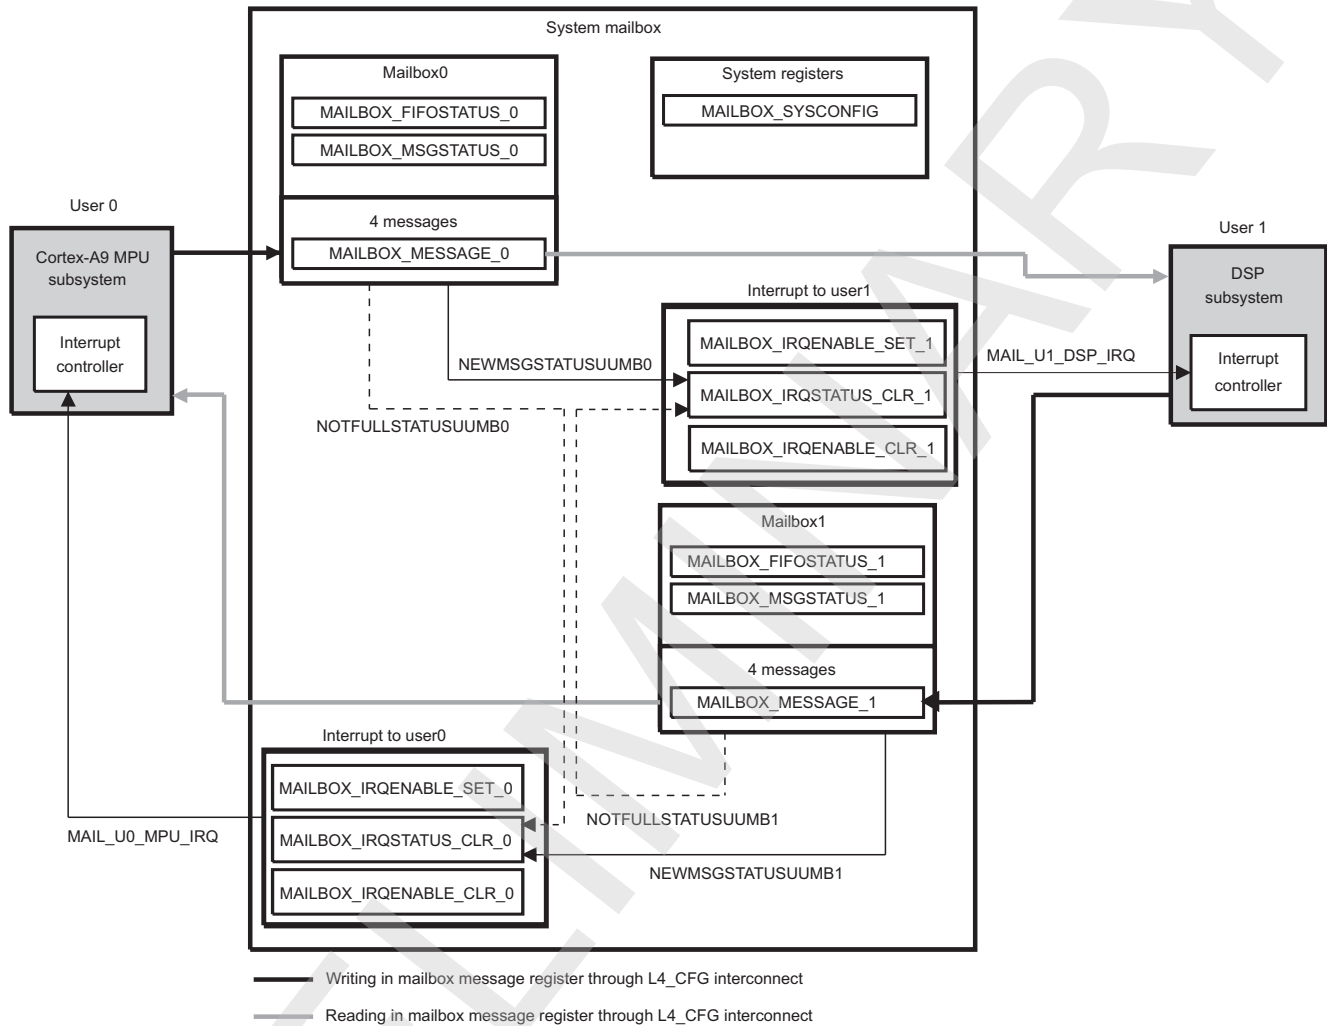 System mailbox
Mailbox0
MAILBOX_FIFOSTATUS_0
MAILBOX_MSGSTATUS_0
4 messages
MAILBOX_MESSAGE_0
System registers
MAILBOX_SYSCONFIG
User 0
Cortex-A9 MPU
subsystem
Interrupt
controller
User 1
DSP
subsystem
Interrupt
controller
Interrupt to user1
MAILBOX_IRQENABLE_SET_1
MAILBOX_IRQSTATUS_CLR_1
MAILBOX_IRQENABLE_CLR_1
NEWMSGSTATUSUUMB0
NOTFULLSTATUSUUMB0
MAIL_U1_DSP_IRQ
Mailbox1
MAILBOX_FIFOSTATUS_1
MAILBOX_MSGSTATUS_1
4 messages
MAILBOX_MESSAGE_1
Interrupt to user0
MAILBOX_IRQENABLE_SET_0
MAILBOX_IRQSTATUS_CLR_0
MAILBOX_IRQENABLE_CLR_0
MAIL_U0_MPU_IRQ
NOTFULLSTATUSUUMB1
NEWMSGSTATUSUUMB1
Writing in mailbox message register through L4_CFG interconnect
Reading in mailbox message register through L4_CFG interconnect